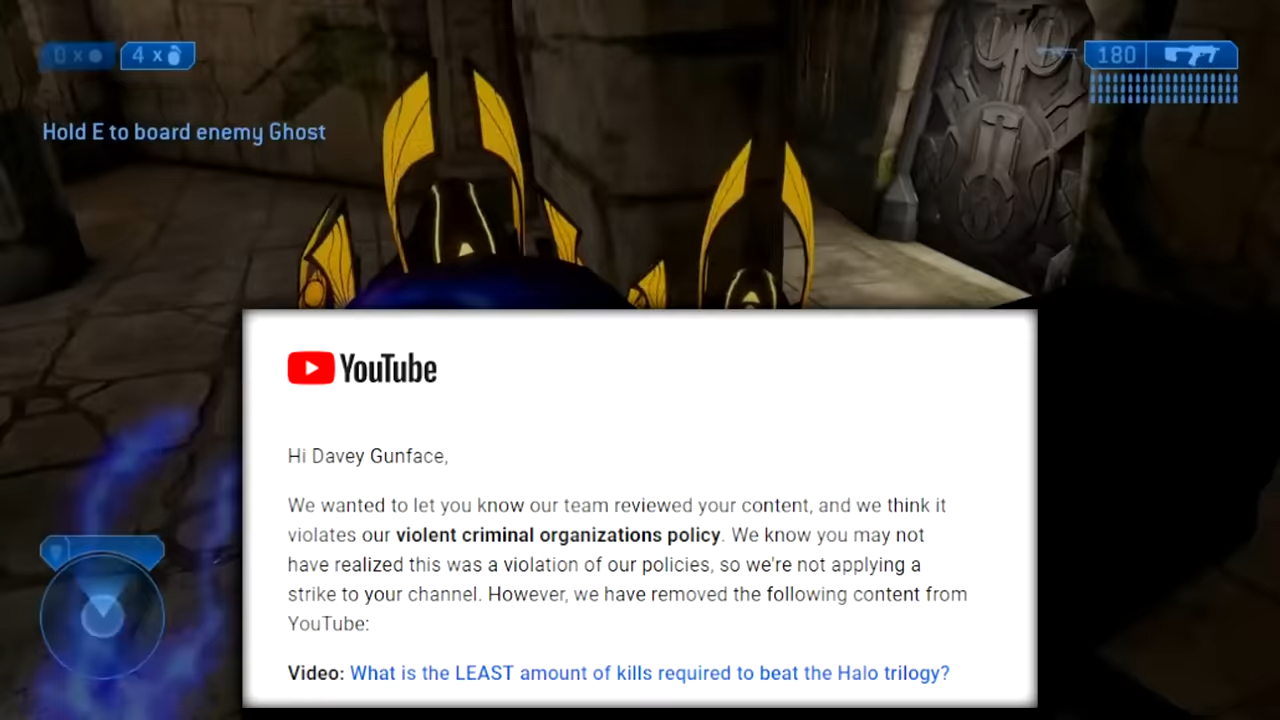 0 x
4 x
180
Hold E to board enemy Ghost
YouTube
Hi Davey Gunface,
We wanted to let you know our team reviewed your content, and we think it
violates our violent criminal organizations policy. We know you may not
have realized this was a violation of our policies, so we're not applying a
strike to your channel. However, we have removed the following content from
YouTube:
Video: What is the LEAST amount of kills required to beat the Halo trilogy?